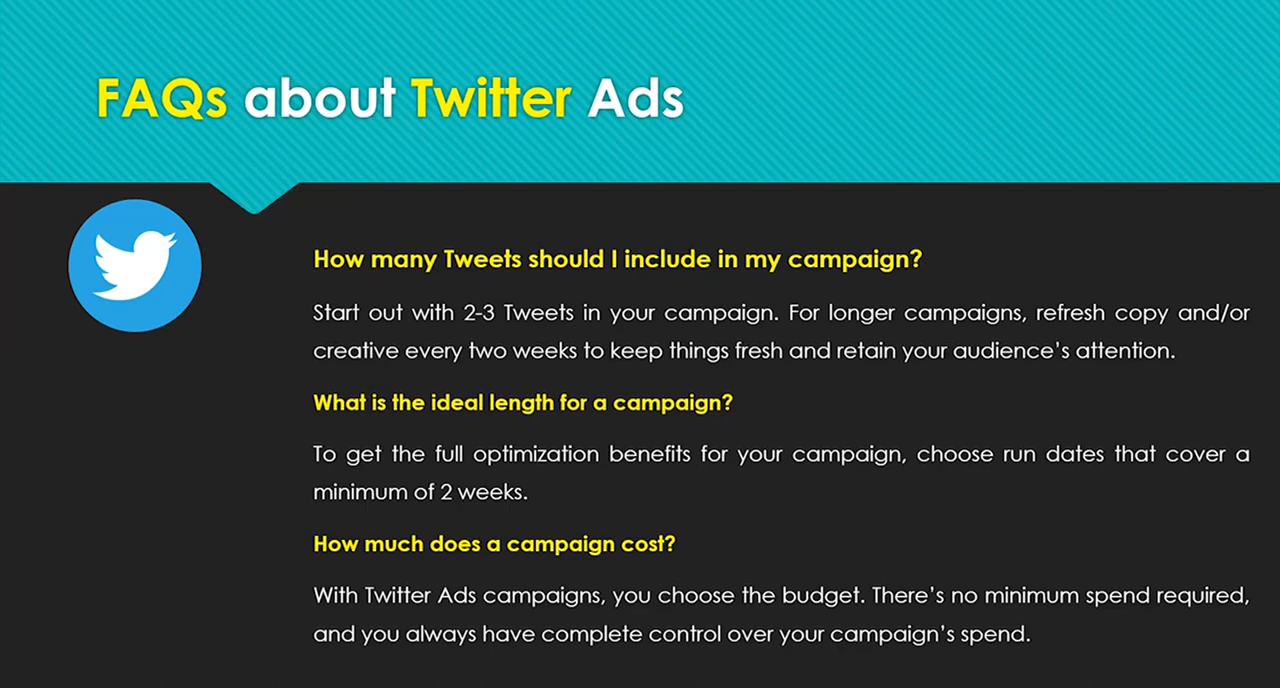 FAQs about Twitter Ads
How many Tweets should I include in my campaign?
Start out with 2-3 Tweets in your campaign. For longer campaigns, refresh copy and/or
creative every two weeks to keep things fresh and retain your audience’s attention.
What is the ideal length for a campaign?
To get the full optimization benefits for your campaign, choose run dates that cover a
minimum of 2 weeks.
How much does a campaign cost?
With Twitter Ads campaigns, you choose the budget. There’s no minimum spend required,
and you always have complete control over your campaign’s spend.